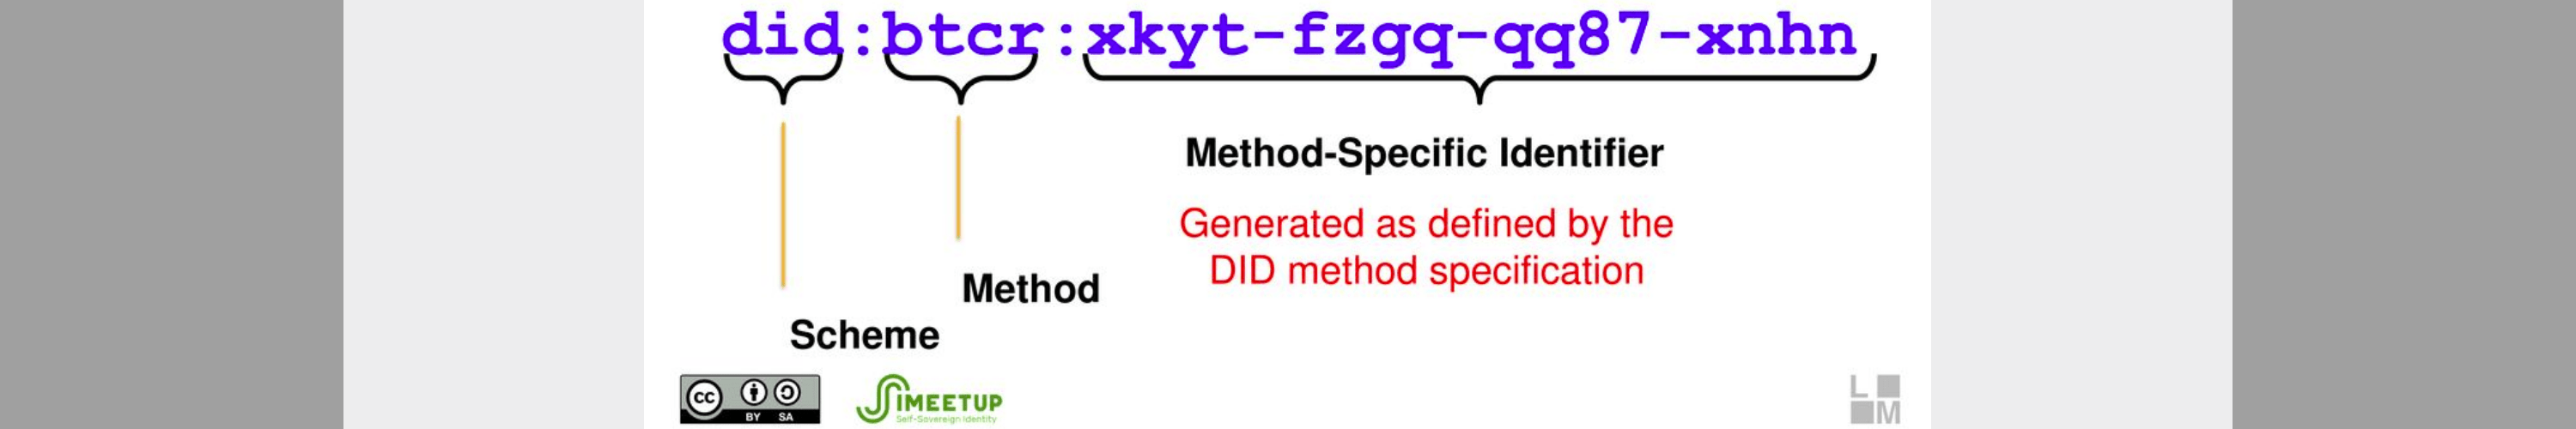 did:btcr:xkyt-fzgq-qq87-xnhn
Method-Specific Identifier
Generated as defined by the
DID method specification
Method
Scheme
cc
BY SA
SSIMEETUP
Self-Sovereign Identity
L
M